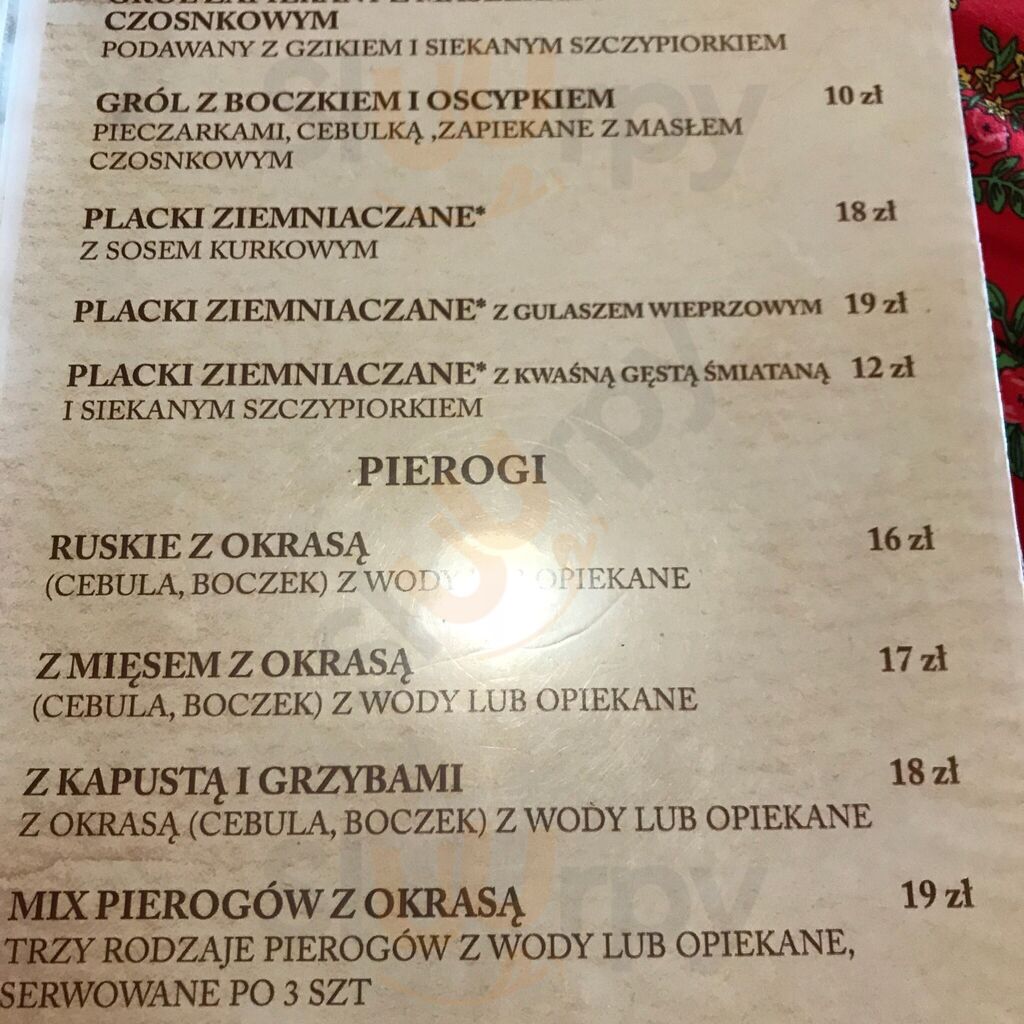 CZOSNKOWYM
PODAWANY Z GZIKIEM I SIEKANYM SZCZYPIORKIEM
GRÓL Z BOCZKIEM I OSCYPKIEM 10 zł
PIECZARKAMI, CEBULKĄ ,ZAPIEKANE Z MASŁEM
CZOSNKOWYM
PLACKI ZIEMNIACZANE* 18 zł
Z SOSEM KURKOWYM
PLACKI ZIEMNIACZANE* Z GULASZEM WIEPRZOWYM 19 zł
PLACKI ZIEMNIACZANE* Z KWAŚNĄ GĘSTĄ ŚMIATANĄ 12 zł
I SIEKANYM SZCZYPIORKIEM
PIEROGI
RUSKIE Z OKRASĄ 16 zł
(CEBULA, BOCZEK) Z WODY OPIEKANE
Z MIĘSEM Z OKRASĄ 17 zł
(CEBULA, BOCZEK) Z WODY LUB OPIEKANE
Z KAPUSTĄ I GRZYBAMI 18 zł
Z OKRASĄ (CEBULA, BOCZEK) Z WODY LUB OPIEKANE
MIX PIEROGÓW Z OKRASĄ 19 zł
TRZY RODZAJE PIEROGÓW Z WODY LUB OPIEKANE,
SERWOWANE PO 3 SZT